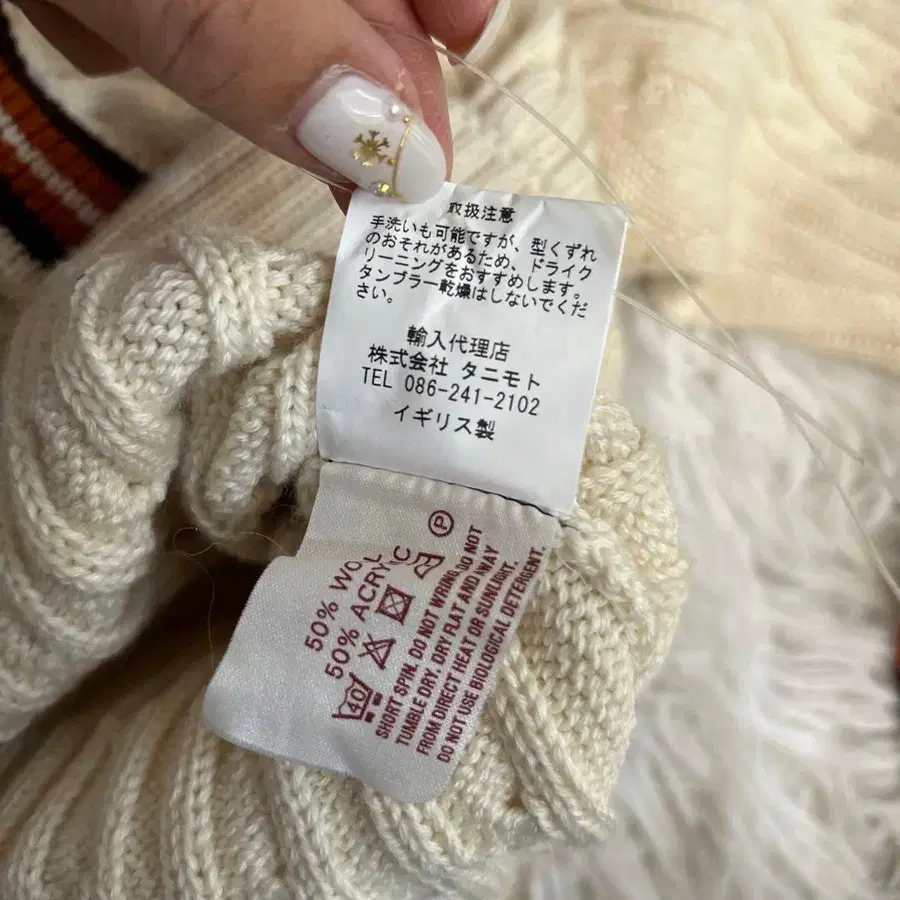 取扱注意
手洗いも可能ですが、型くずれ
のおそれがあるため、ドライク
リーニングをおすすめします。
タンブラー乾燥はしないでくだ
さい。
輸入代理店
株式会社 タニモト
TEL 086-241-2102
イギリス製
50% WOOL
50% ACRYLIC
P
40
SHORT SPIN. DO NOT WRING. DO NOT
TUMBLE DRY. DRY FLAT AND WAY
FROM DIRECT HEAT OR SUNLIGHT.
DO NOT USE BIOLOGICAL DETERGENT.